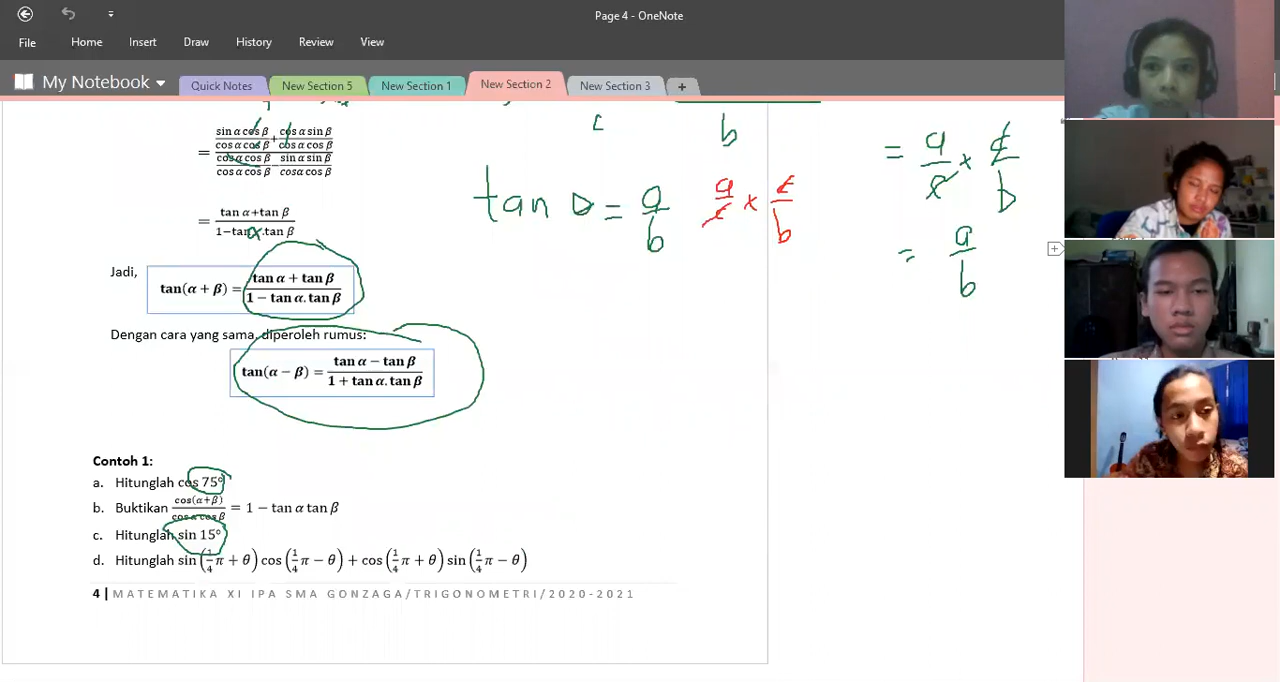 Page 4 - OneNote
File Home Insert Draw History Review View
My Notebook Quick Notes New Section 5 New Section 1 New Section 2 New Section 3 +
= (sin α cos β / cos α cos β + cos α sin β / cos α cos β) / (cos α cos β / cos α cos β − sin α sin β / cosα cos β)
c
b
= a/c × c/b
tan D = a/b a/c × c/b
= a/b
= (tan α+tan β) / (1−tan α.tan β)
Jadi, tan(α + β) = (tan α + tan β) / (1 − tan α. tan β)
Dengan cara yang sama, diperoleh rumus:
tan(α − β) = (tan α − tan β) / (1 + tan α. tan β)
Contoh 1:
a. Hitunglah cos 75°
b. Buktikan cos(α+β) / cos α cos β = 1 − tan α tan β
c. Hitunglah sin 15°
d. Hitunglah sin (1/4 π + θ) cos (1/4 π − θ) + cos (1/4 π + θ) sin (1/4 π − θ)
4 | MATEMATIKA XI IPA SMA GONZAGA/TRIGONOMETRI/2020-2021